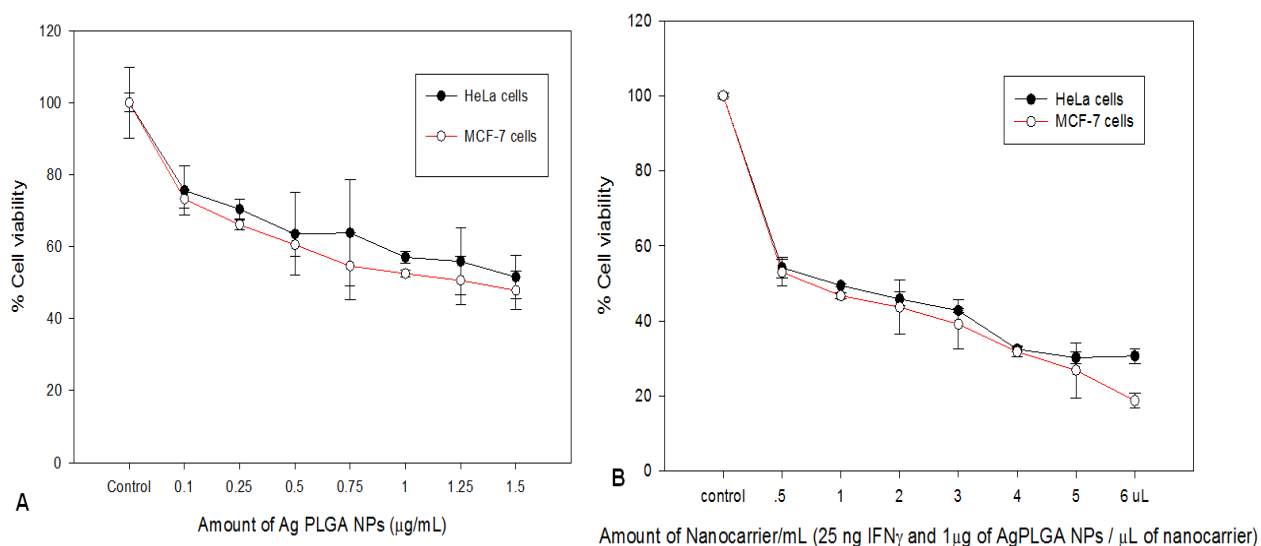 120
100
80
60
40
20
0
% Cell viability
HeLa cells
MCF-7 cells
Control 0.1 0.25 0.5 0.75 1 1.25 1.5
Amount of Ag PLGA NPs (μg/mL)
A
120
100
80
60
40
20
0
% Cell viability
HeLa cells
MCF-7 cells
control .5 1 2 3 4 5 6 uL
Amount of Nanocarrier/mL (25 ng IFNγ and 1μg of AgPLGA NPs / μL of nanocarrier)
B